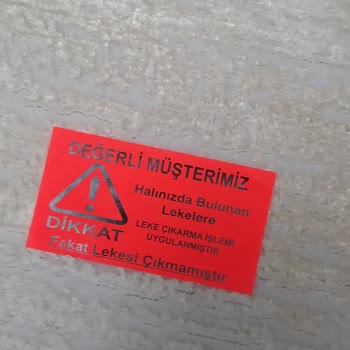 DEĞERLİ MÜŞTERİMİZ
Halınızda Bulunan
Lekelere
LEKE ÇIKARMA İŞLEMİ
UYGULANMIŞTIR
DİKKAT
Fakat Lekesi Çıkmamıştır